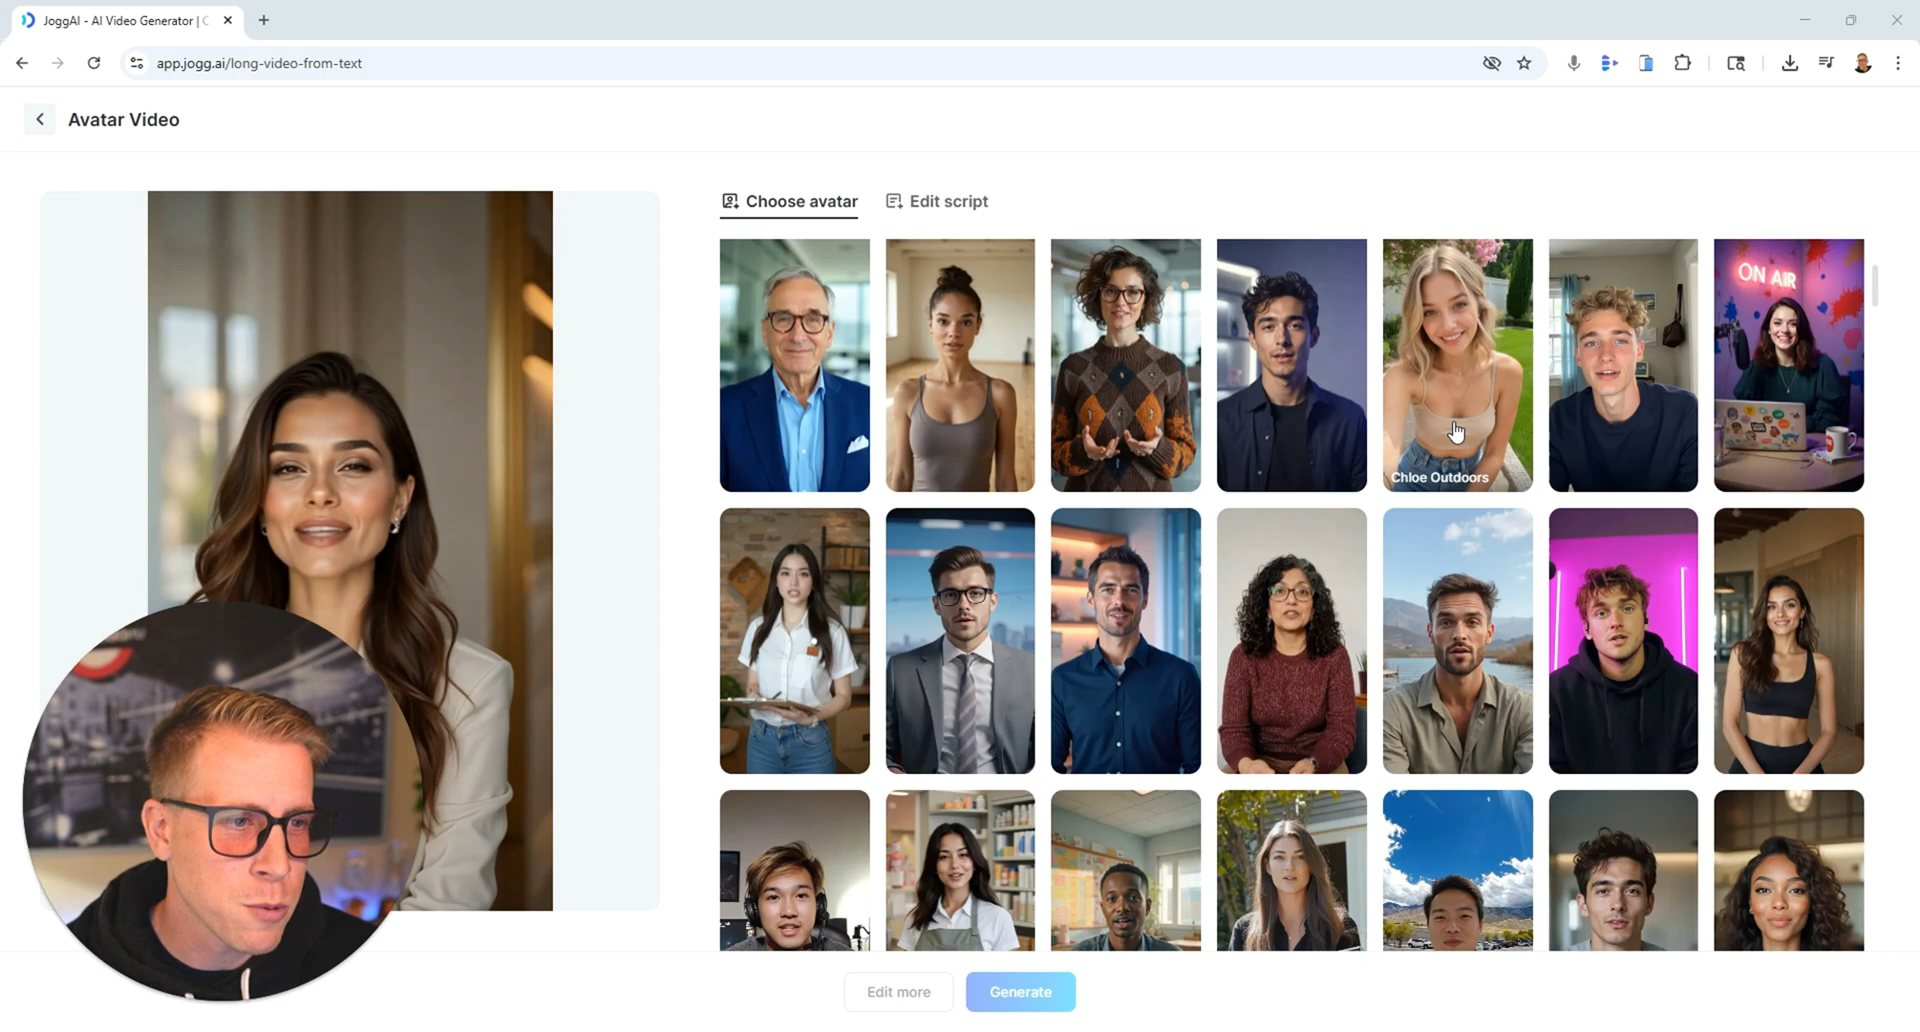 JoggAI - AI Video Generator | C
app.jogg.ai/long-video-from-text
Avatar Video
Choose avatar
Edit script
ON AIR
Chloe Outdoors
Edit more
Generate